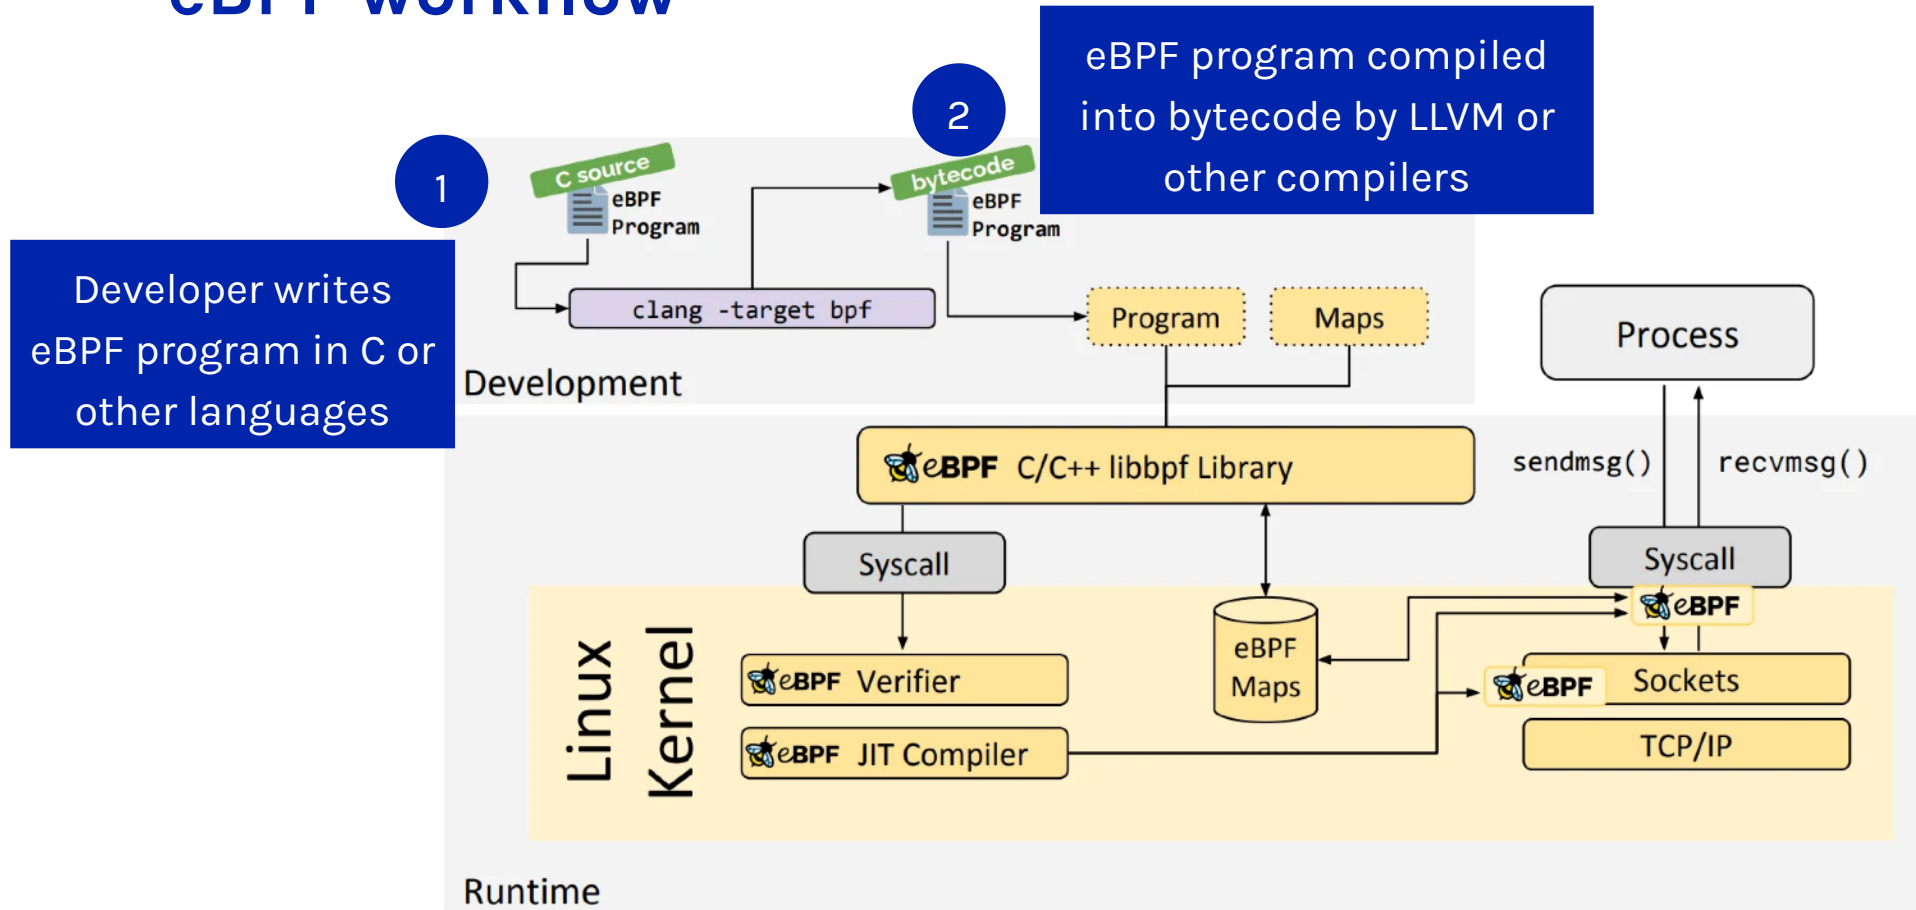 eBPF workflow
1
2
eBPF program compiled
into bytecode by LLVM or
other compilers
Developer writes
eBPF program in C or
other languages
C source
eBPF
Program
bytecode
eBPF
Program
clang -target bpf
Program
Maps
Process
Development
eBPF C/C++ libbpf Library
sendmsg()
recvmsg()
Syscall
Syscall
eBPF
Linux
Kernel
eBPF
Maps
eBPF Verifier
eBPF Sockets
eBPF JIT Compiler
TCP/IP
Runtime